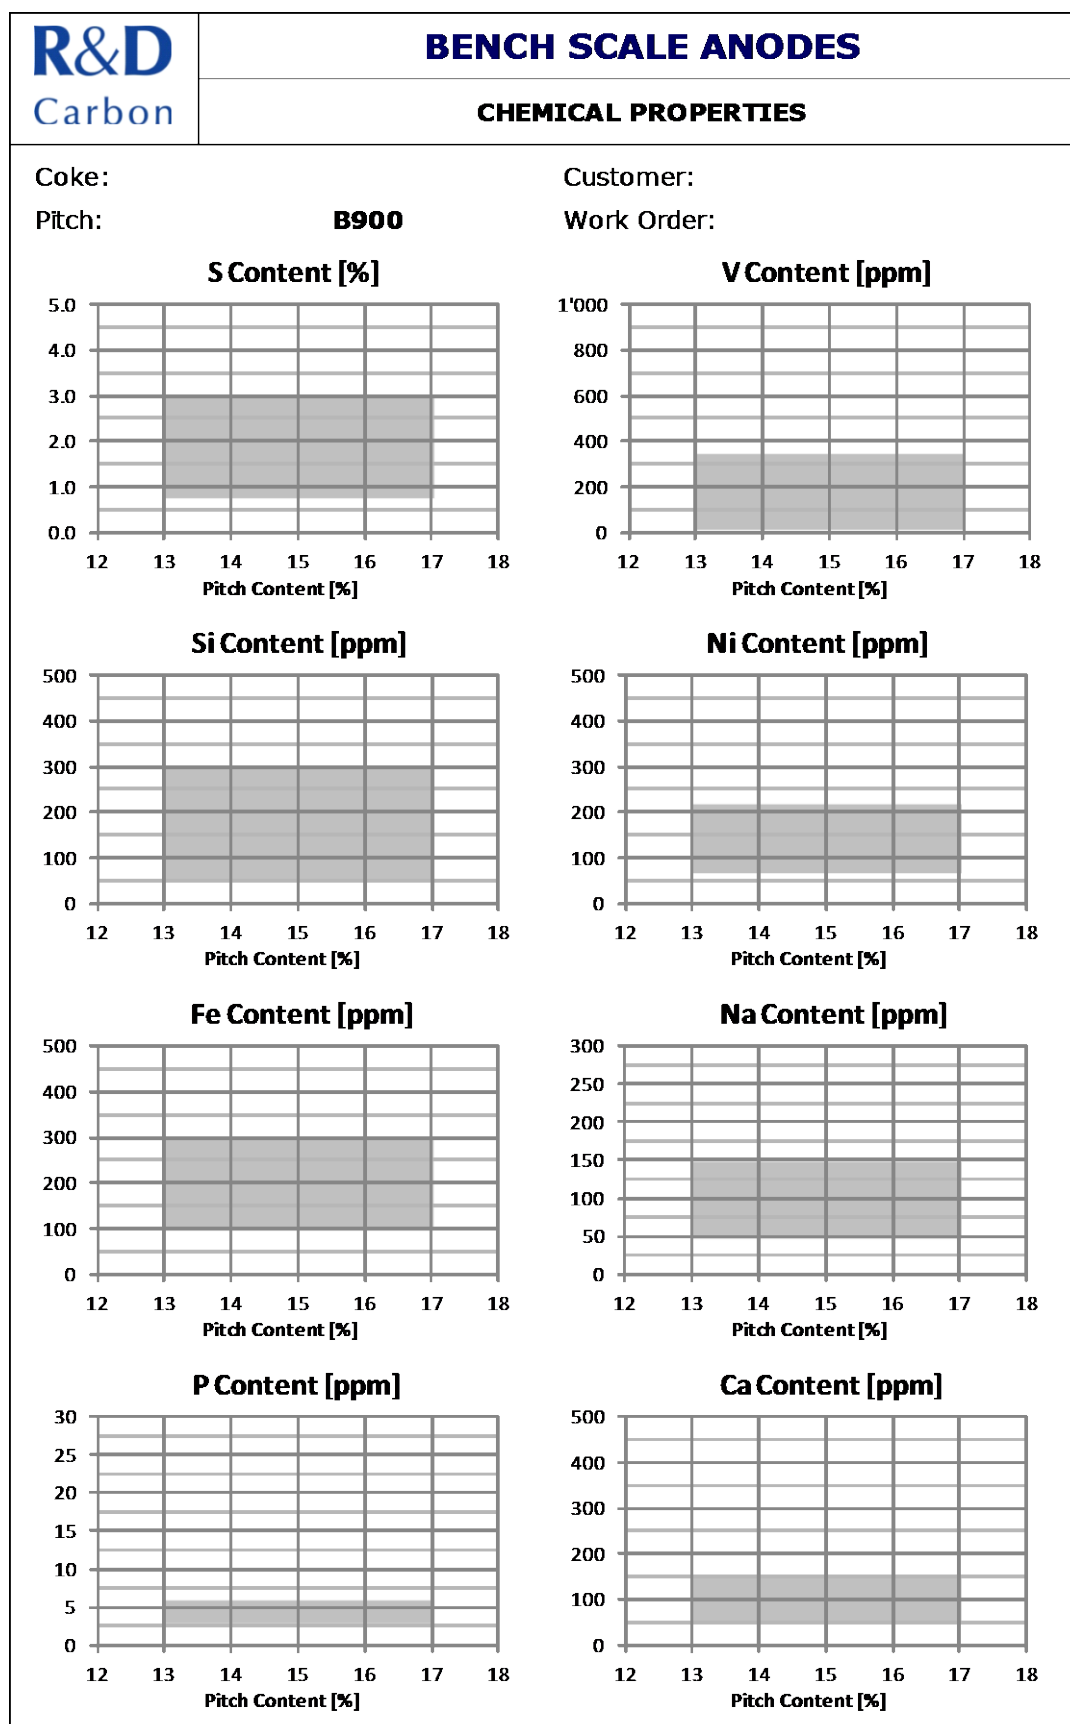 R&D
Carbon
BENCH SCALE ANODES
CHEMICAL PROPERTIES
Coke:
Customer:
Pitch: B900
Work Order:
S Content [%]
5.0
4.0
3.0
2.0
1.0
0.0
12 13 14 15 16 17 18
Pitch Content [%]
V Content [ppm]
1'000
800
600
400
200
0
12 13 14 15 16 17 18
Pitch Content [%]
Si Content [ppm]
500
400
300
200
100
0
12 13 14 15 16 17 18
Pitch Content [%]
Ni Content [ppm]
500
400
300
200
100
0
12 13 14 15 16 17 18
Pitch Content [%]
Fe Content [ppm]
500
400
300
200
100
0
12 13 14 15 16 17 18
Pitch Content [%]
Na Content [ppm]
300
250
200
150
100
50
0
12 13 14 15 16 17 18
Pitch Content [%]
P Content [ppm]
30
25
20
15
10
5
0
12 13 14 15 16 17 18
Pitch Content [%]
Ca Content [ppm]
500
400
300
200
100
0
12 13 14 15 16 17 18
Pitch Content [%]